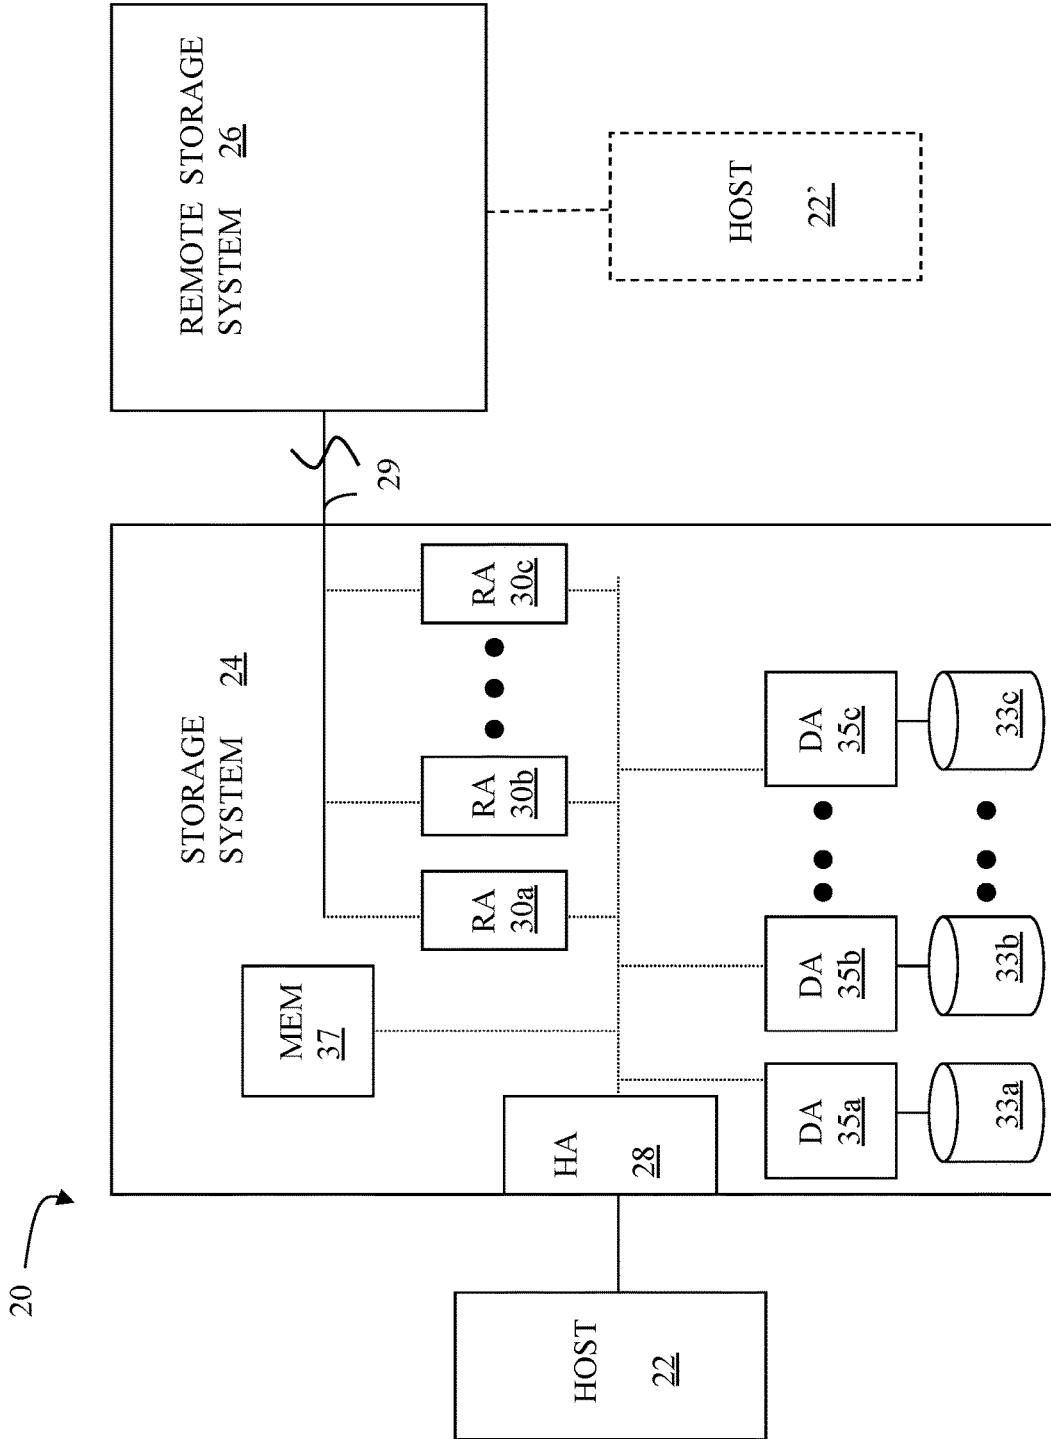 20
HOST
22
STORAGE
SYSTEM 24
HA
28
MEM
37
RA
30a
RA
30b
RA
30c
DA
35a
DA
35b
DA
35c
33a
33b
33c
29
REMOTE STORAGE
SYSTEM 26
HOST
22’